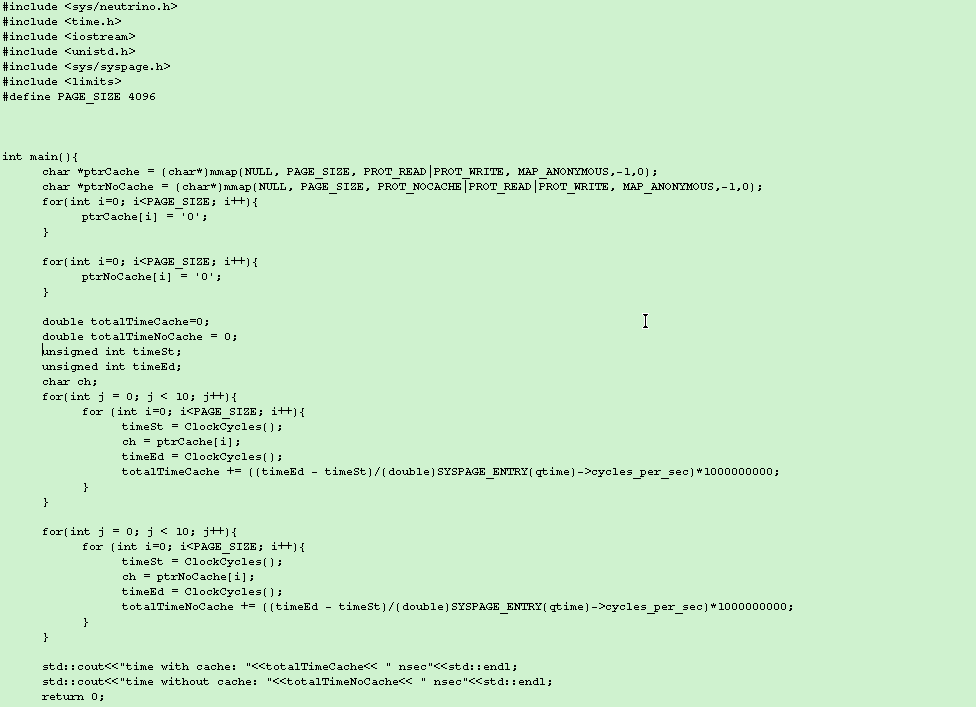 #include <sys/neutrino.h>
#include <time.h>
#include <iostream>
#include <unistd.h>
#include <sys/syspage.h>
#include <limits>
#define PAGE_SIZE 4096
int main(){
char *ptrCache = (char*)mmap(NULL, PAGE_SIZE, PROT_READ|PROT_WRITE, MAP_ANONYMOUS,-1,0);
char *ptrNoCache = (char*)mmap(NULL, PAGE_SIZE, PROT_NOCACHE|PROT_READ|PROT_WRITE, MAP_ANONYMOUS,-1,0);
for(int i=0; i<PAGE_SIZE; i++){
ptrCache[i] = '0';
}
for(int i=0; i<PAGE_SIZE; i++){
ptrNoCache[i] = '0';
}
double totalTimeCache=0;
double totalTimeNoCache = 0;
unsigned int timeSt;
unsigned int timeEd;
char ch;
for(int j = 0; j < 10; j++){
for (int i=0; i<PAGE_SIZE; i++){
timeSt = ClockCycles();
ch = ptrCache[i];
timeEd = ClockCycles();
totalTimeCache += ((timeEd - timeSt)/(double)SYSPAGE_ENTRY(qtime)->cycles_per_sec)*1000000000;
}
}
for(int j = 0; j < 10; j++){
for (int i=0; i<PAGE_SIZE; i++){
timeSt = ClockCycles();
ch = ptrNoCache[i];
timeEd = ClockCycles();
totalTimeNoCache += ((timeEd - timeSt)/(double)SYSPAGE_ENTRY(qtime)->cycles_per_sec)*1000000000;
}
}
std::cout<<"time with cache: "<<totalTimeCache<< " nsec"<<std::endl;
std::cout<<"time without cache: "<<totalTimeNoCache<< " nsec"<<std::endl;
return 0;